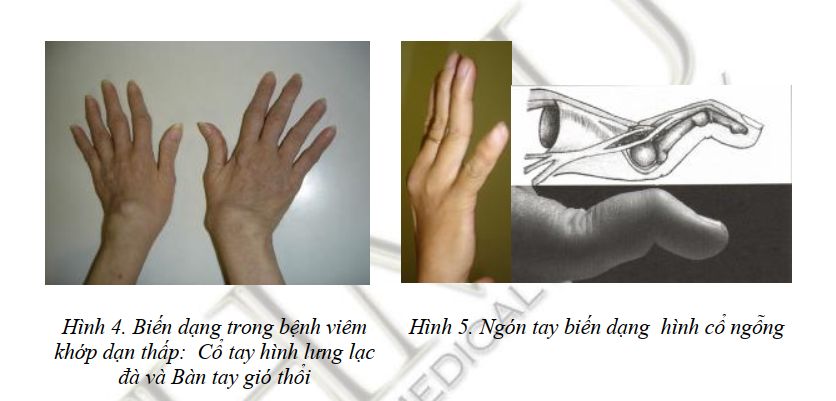 Hình 4. Biến dạng trong bệnh viêm
khớp dạn thấp: Cổ tay hình lưng lạc
đà và Bàn tay gió thổi
Hình 5. Ngón tay biến dạng hình cổ ngỗng
MEDICAL